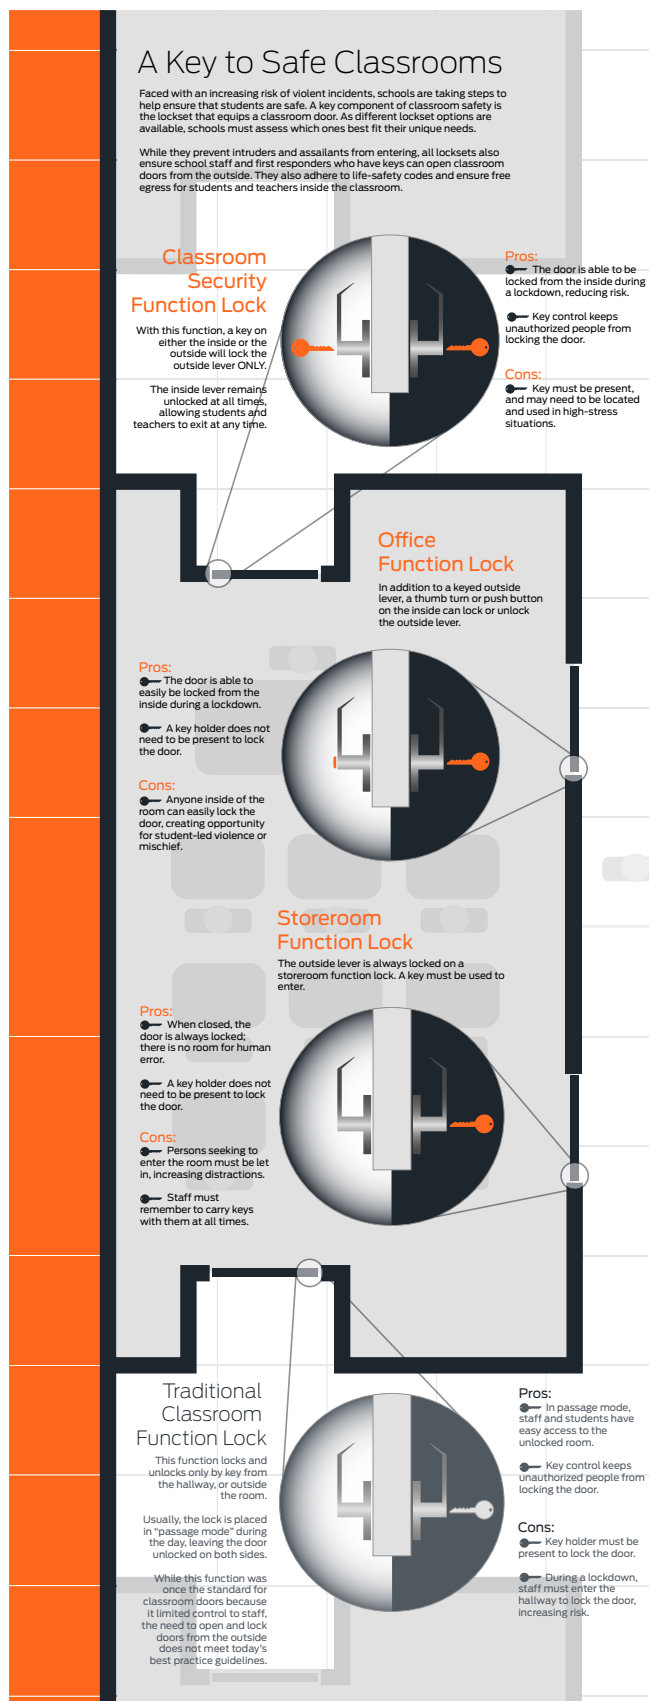 A Key to Safe Classrooms
Faced with an increasing risk of violent incidents, schools are taking steps to
help ensure that students are safe. A key component of classroom safety is
the lockset that equips a classroom door. As different lockset options are
available, schools must assess which ones best fit their unique needs.
While they prevent intruders and assailants from entering, all locksets also
ensure school staff and first responders who have keys can open classroom
doors from the outside. They also adhere to life-safety codes and ensure free
egress for students and teachers inside the classroom.
Classroom
Security
Function Lock
With this function, a key on
either the inside or the
outside will lock the
outside lever ONLY.
The inside lever remains
unlocked at all times,
allowing students and
teachers to exit at any time.
Pros:
The door is able to be
locked from the inside during
a lockdown, reducing risk.
Key control keeps
unauthorized people from
locking the door.
Cons:
Key must be present,
and may need to be located
and used in high-stress
situations.
Office
Function Lock
In addition to a keyed outside
lever, a thumb turn or push button
on the inside can lock or unlock
the outside lever.
Pros:
The door is able to
easily be locked from the
inside during a lockdown.
A key holder does not
need to be present to lock
the door.
Cons:
Anyone inside of the
room can easily lock the
door, creating opportunity
for student-led violence or
mischief.
Storeroom
Function Lock
The outside lever is always locked on a
storeroom function lock. A key must be used to
enter.
Pros:
When closed, the
door is always locked;
there is no room for human
error.
A key holder does not
need to be present to lock
the door.
Cons:
Persons seeking to
enter the room must be let
in, increasing distractions.
Staff must
remember to carry keys
with them at all times.
Traditional
Classroom
Function Lock
This function locks and
unlocks only by key from
the hallway, or outside
the room.
Usually, the lock is placed
in “passage mode” during
the day, leaving the door
unlocked on both sides.
While this function was
once the standard for
classroom doors because
it limited control to staff,
the need to open and lock
doors from the outside
does not meet today’s
best practice guidelines.
Pros:
In passage mode,
staff and students have
easy access to the
unlocked room.
Key control keeps
unauthorized people from
locking the door.
Cons:
Key holder must be
present to lock the door.
During a lockdown,
staff must enter the
hallway to lock the door,
increasing risk.